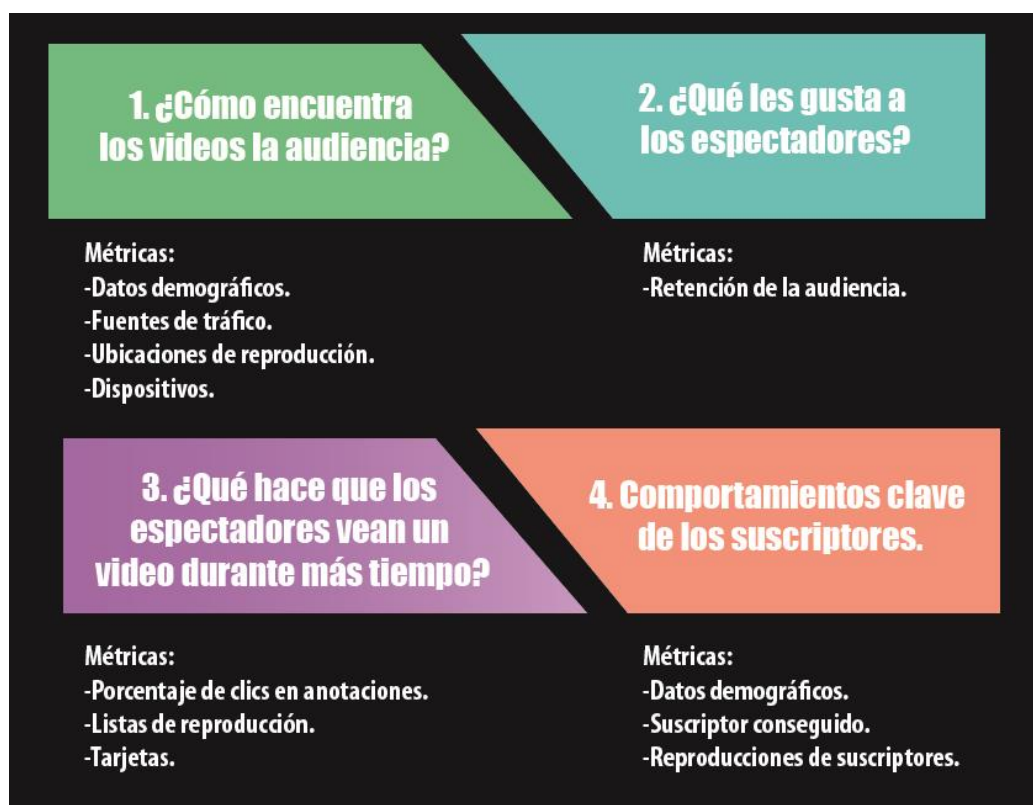 1. ¿Cómo encuentra
los videos la audiencia?
2. ¿Qué les gusta a
los espectadores?
Métricas:
-Datos demográficos.
-Fuentes de tráfico.
-Ubicaciones de reproducción.
-Dispositivos.
Métricas:
-Retención de la audiencia.
3. ¿Qué hace que los
espectadores vean un
video durante más tiempo?
4. Comportamientos clave
de los suscriptores.
Métricas:
-Porcentaje de clics en anotaciones.
-Listas de reproducción.
-Tarjetas.
Métricas:
-Datos demográficos.
-Suscriptor conseguido.
-Reproducciones de suscriptores.